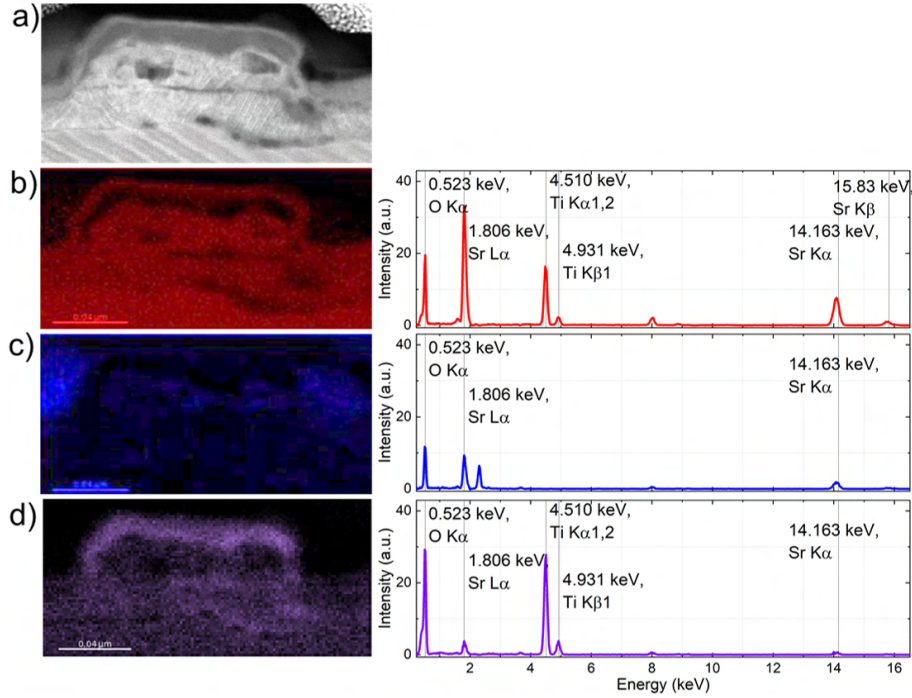 a)
b)
0.04 µm
40
20
0
Intensity (a.u.)
0.523 keV,
O Kα
1.806 keV,
Sr Lα
4.510 keV,
Ti Kα1,2
4.931 keV,
Ti Kβ1
14.163 keV,
Sr Kα
15.83 keV
Sr Kβ
c)
40
20
0
Intensity (a.u.)
0.523 keV,
O Kα
1.806 keV,
Sr Lα
14.163 keV,
Sr Kα
d)
0.04 µm
40
20
0
Intensity (a.u.)
0.523 keV,
O Kα
1.806 keV,
Sr Lα
4.510 keV,
Ti Kα1,2
4.931 keV,
Ti Kβ1
14.163 keV,
Sr Kα
2 4 6 8 10 12 14 16
Energy (keV)